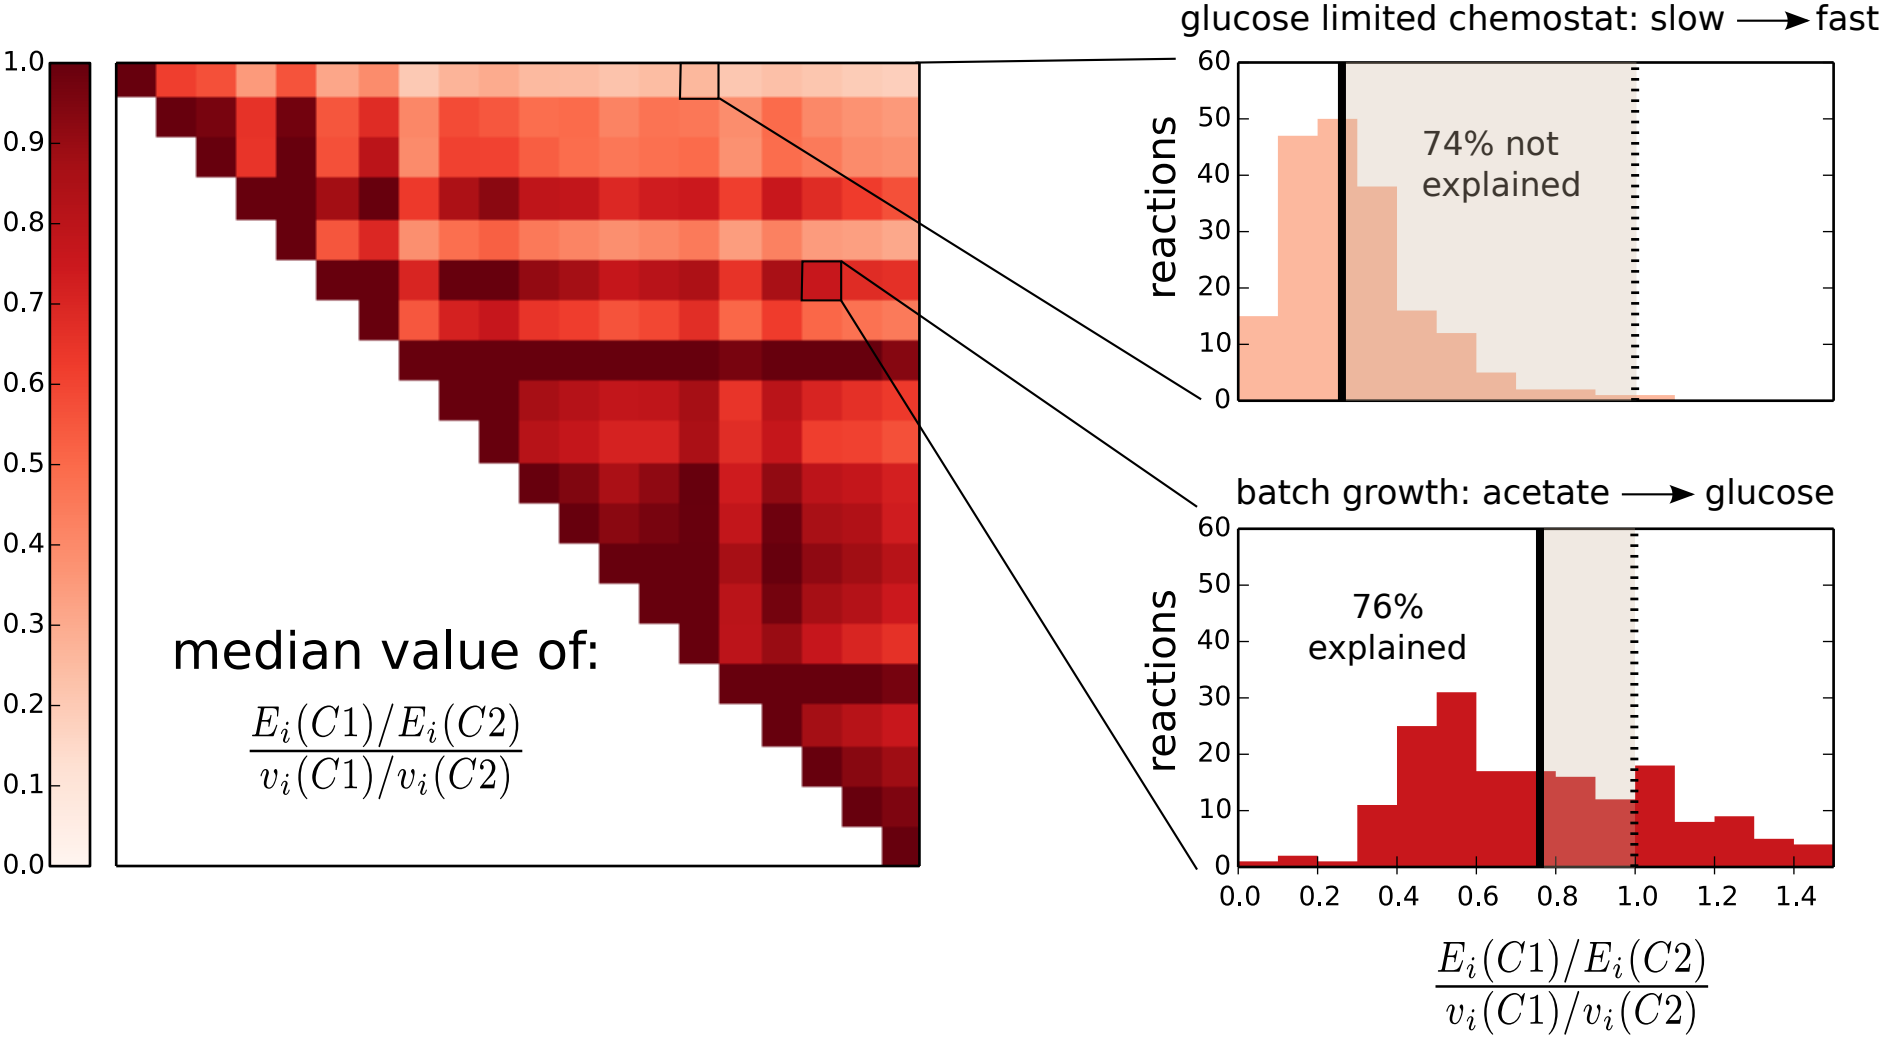 1.0
0.9
0.8
0.7
0.6
0.5
0.4
0.3
0.2
0.1
0.0
median value of:
E_i(C1)/E_i(C2)
v_i(C1)/v_i(C2)
glucose limited chemostat: slow → fast
reactions
60
50
40
30
20
10
0
74% not
explained
batch growth: acetate → glucose
reactions
60
50
40
30
20
10
0
76%
explained
0.0 0.2 0.4 0.6 0.8 1.0 1.2 1.4
E_i(C1)/E_i(C2)
v_i(C1)/v_i(C2)